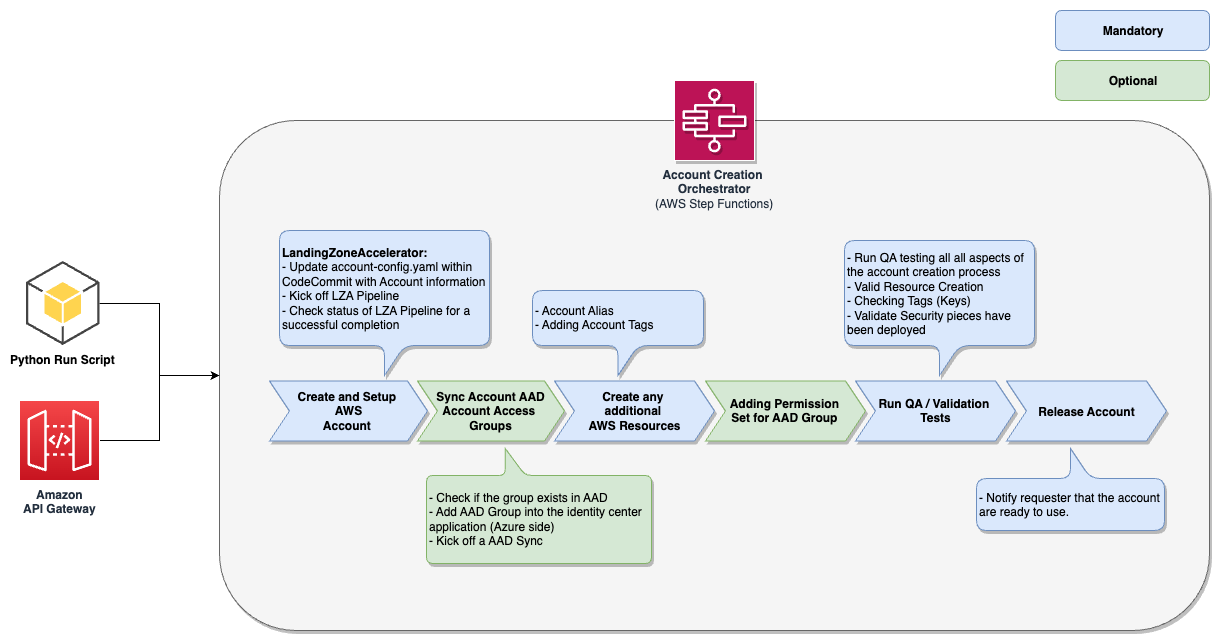 Mandatory
Optional
Account Creation
Orchestrator
(AWS Step Functions)
LandingZoneAccelerator:
- Update account-config.yaml within
CodeCommit with Account information
- Kick off LZA Pipeline
- Check status of LZA Pipeline for a
successful completion
- Account Alias
- Adding Account Tags
- Run QA testing all all aspects of
the account creation process
- Valid Resource Creation
- Checking Tags (Keys)
- Validate Security pieces have
been deployed
Python Run Script
Amazon
API Gateway
Create and Setup
AWS
Account
Sync Account AAD
Account Access
Groups
Create any
additional
AWS Resources
Adding Permission
Set for AAD Group
Run QA / Validation
Tests
Release Account
- Check if the group exists in AAD
- Add AAD Group into the identity center
application (Azure side)
- Kick off a AAD Sync
- Notify requester that the account
are ready to use.